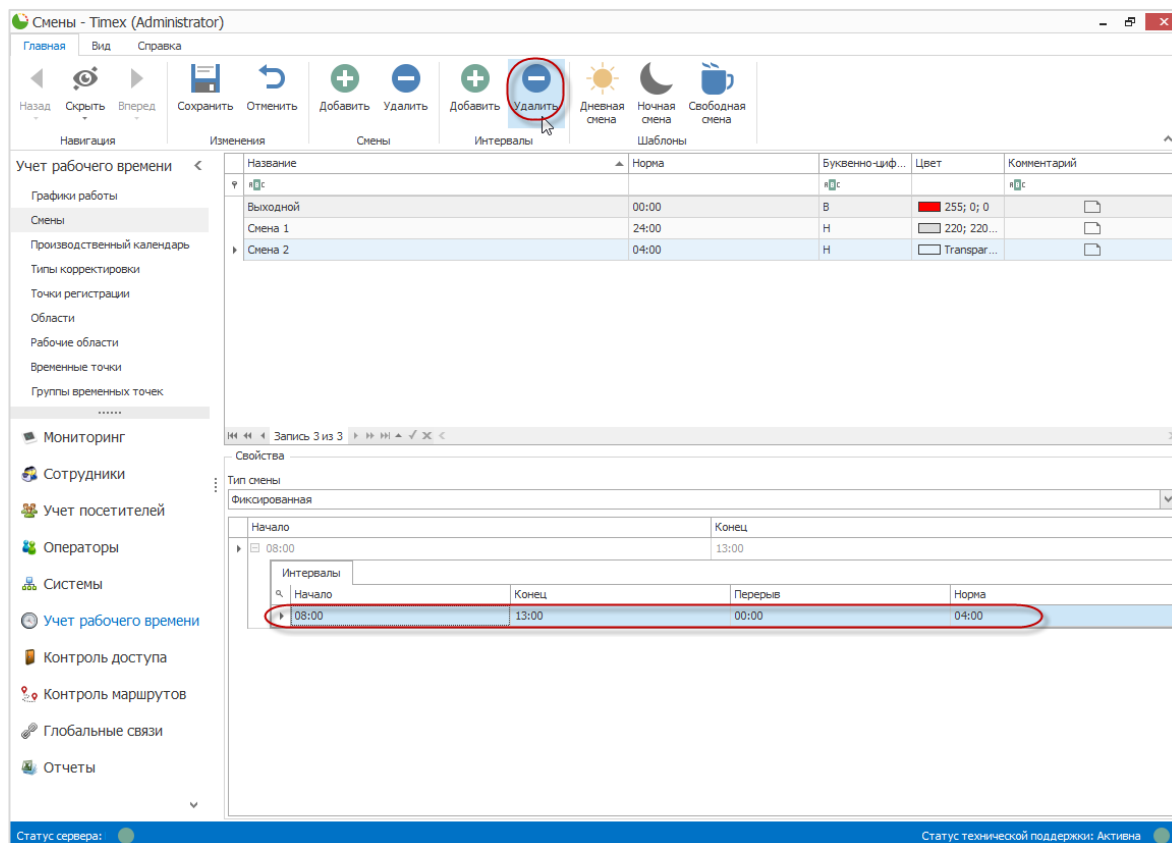 Смены - Timex (Administrator)
Главная Вид Справка
Назад Скрыть Вперед Сохранить Отменить Добавить Удалить Добавить Удалить Дневная смена Ночная смена Свободная смена
Навигация Изменения Смены Интервалы Шаблоны
Учет рабочего времени
Графики работы
Смены
Производственный календарь
Типы корректировки
Точки регистрации
Области
Рабочие области
Временные точки
Группы временных точек
Мониторинг
Сотрудники
Учет посетителей
Операторы
Системы
Учет рабочего времени
Контроль доступа
Контроль маршрутов
Глобальные связи
Отчеты
Название Норма Буквенно-циф... Цвет Комментарий
Выходной 00:00 В 255; 0; 0
Смена 1 24:00 Н 220; 220...
Смена 2 04:00 Н Transpar...
Запись 3 из 3
Свойства
Тип смены
Фиксированная
Начало Конец
08:00 13:00
Интервалы
Начало Конец Перерыв Норма
08:00 13:00 00:00 04:00
Статус сервера: Статус технической поддержки: Активна